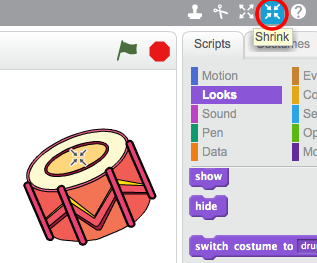 ?
Shrink
Scripts Costumes
Motion Ev
Looks Co
Sound Se
Pen Op
Data Mo
show
hide
switch costume to dru